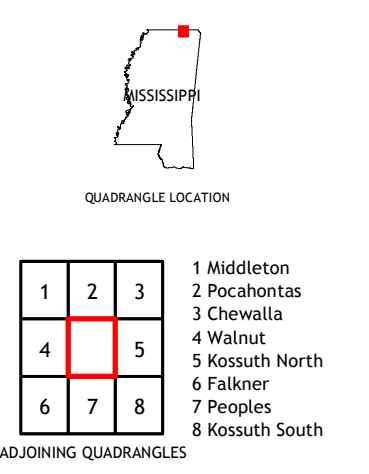 MISSISSIPPI
QUADRANGLE LOCATION
1 2 3
4 5
6 7 8
1 Middleton
2 Pocahontas
3 Chewalla
4 Walnut
5 Kossuth North
6 Falkner
7 Peoples
8 Kossuth South
ADJOINING QUADRANGLES